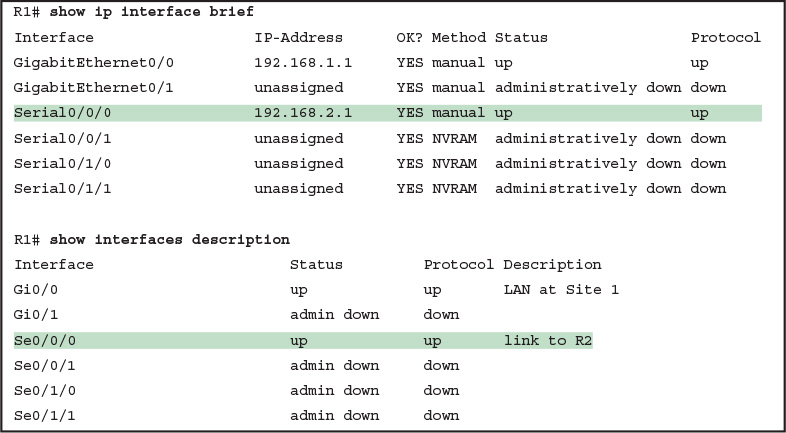 R1# show ip interface brief
Interface IP-Address OK? Method Status Protocol
GigabitEthernet0/0 192.168.1.1 YES manual up up
GigabitEthernet0/1 unassigned YES manual administratively down down
Serial0/0/0 192.168.2.1 YES manual up up
Serial0/0/1 unassigned YES NVRAM administratively down down
Serial0/1/0 unassigned YES NVRAM administratively down down
Serial0/1/1 unassigned YES NVRAM administratively down down
R1# show interfaces description
Interface Status Protocol Description
Gi0/0 up up LAN at Site 1
Gi0/1 admin down down
Se0/0/0 up up link to R2
Se0/0/1 admin down down
Se0/1/0 admin down down
Se0/1/1 admin down down